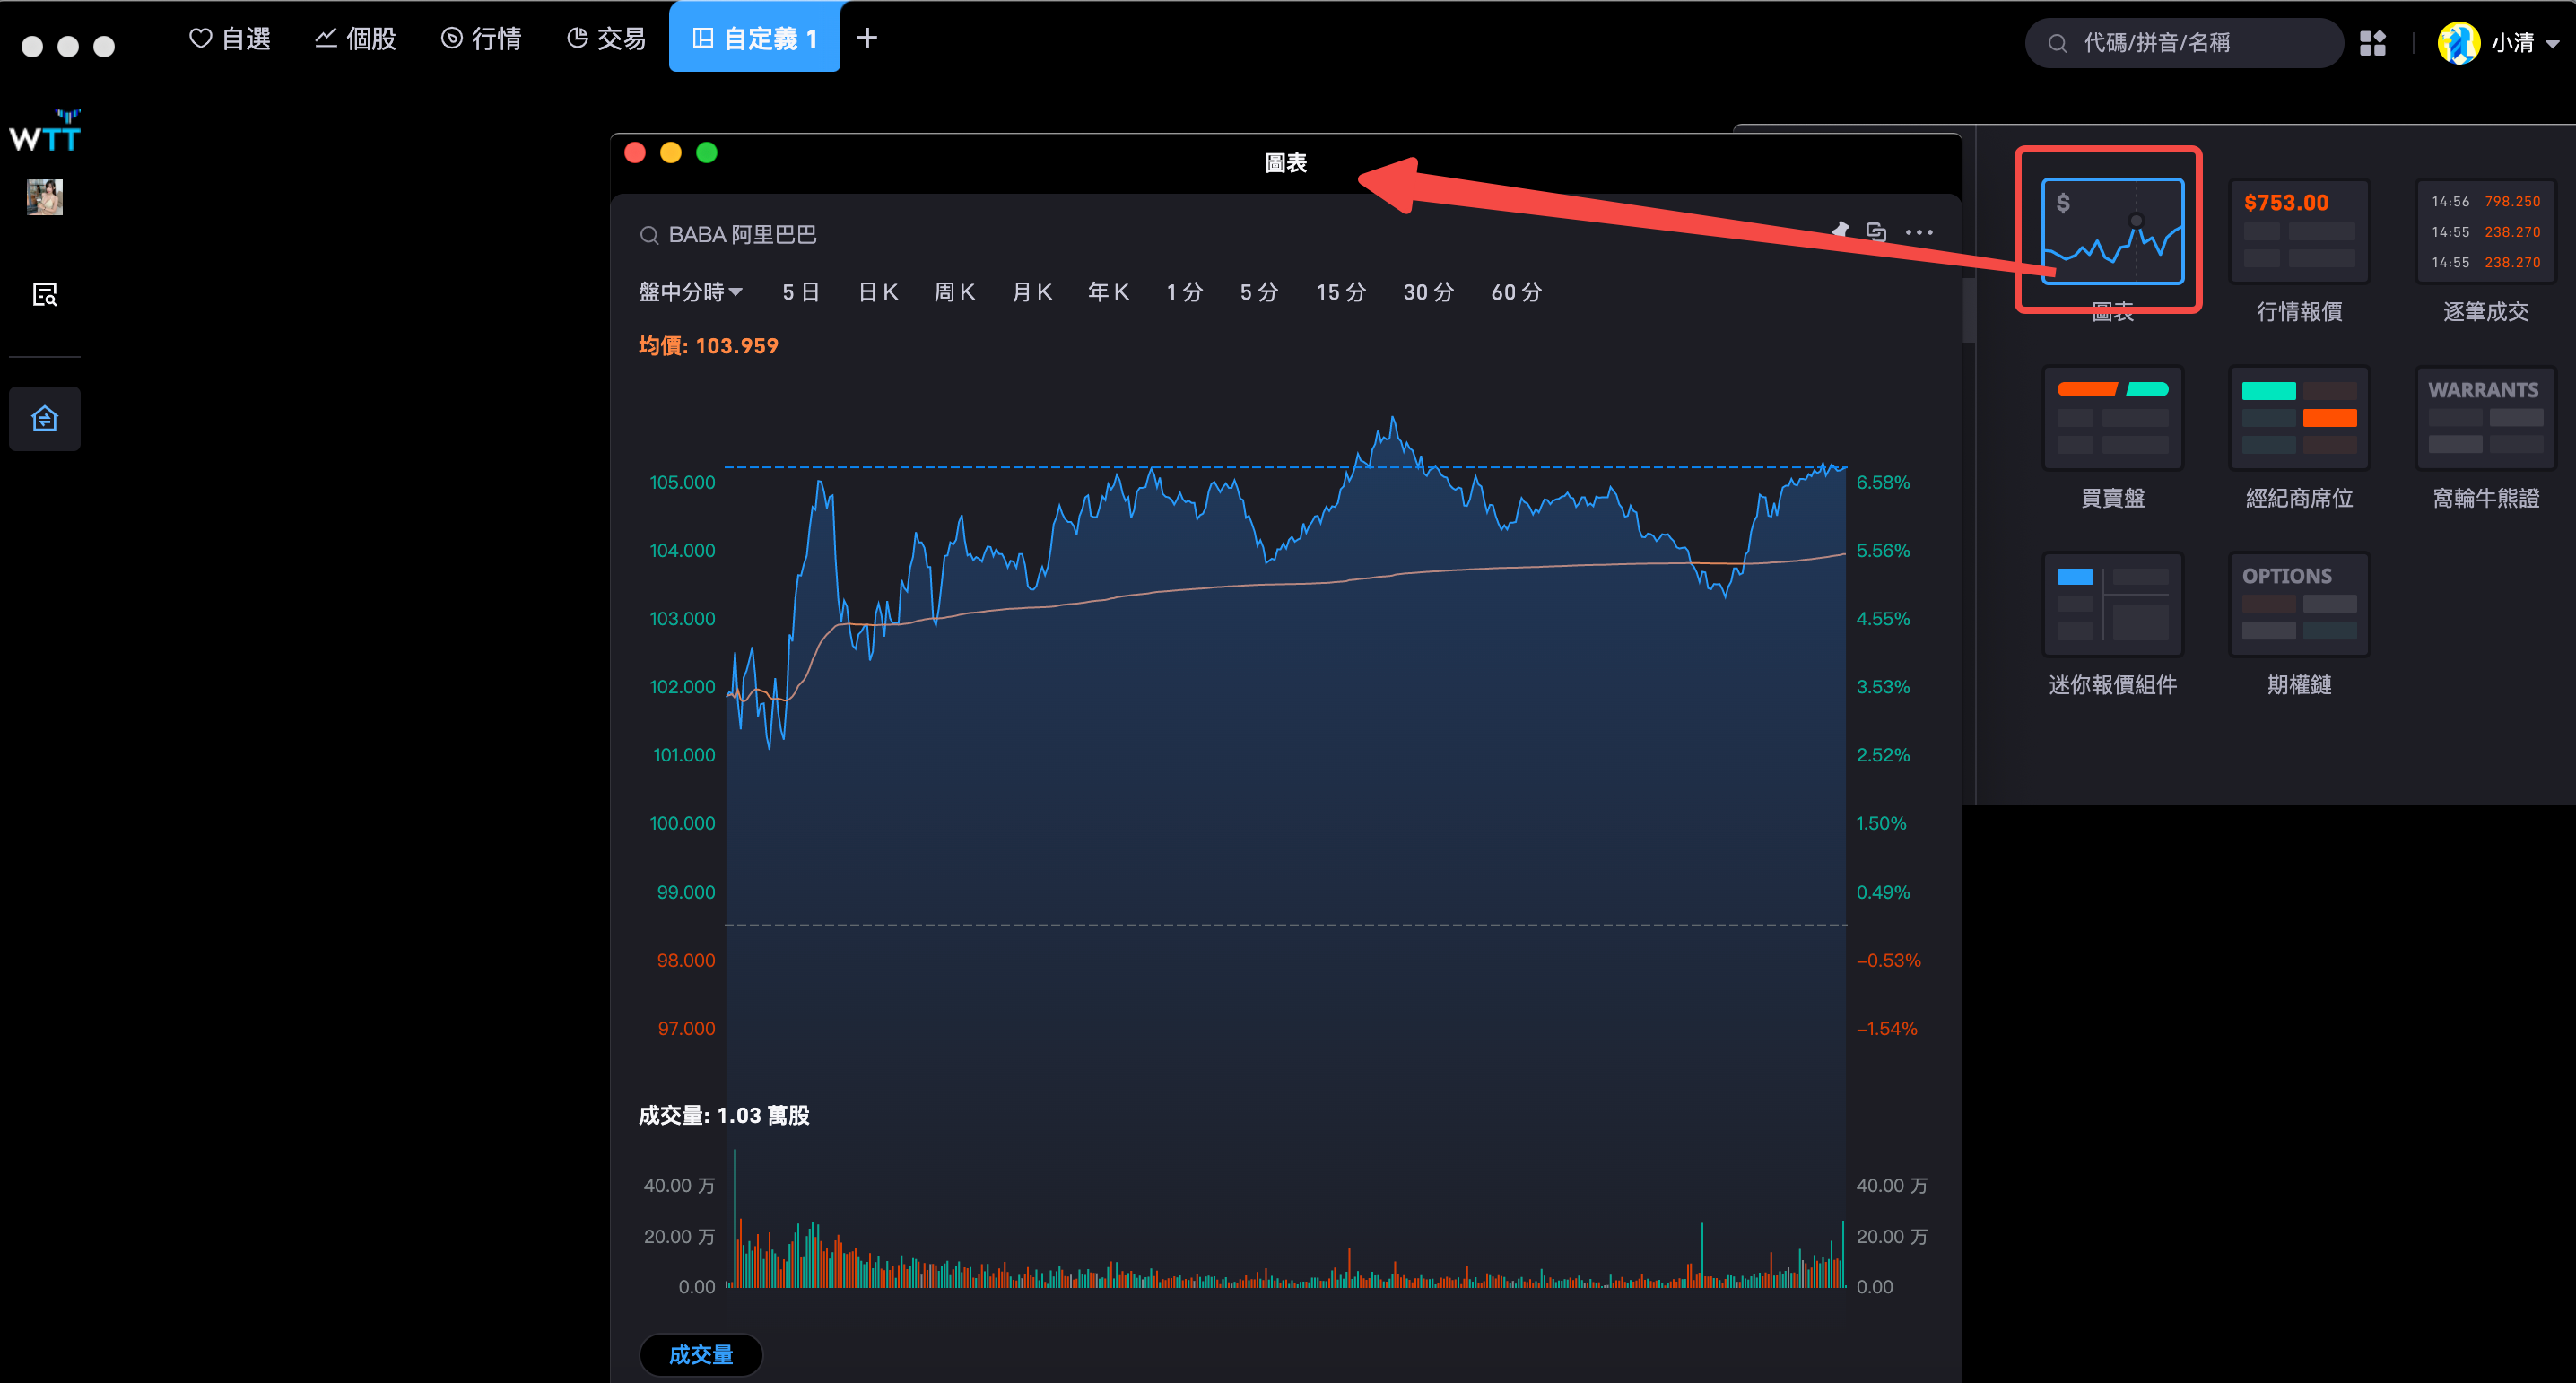 自選 個股 行情 交易 自定義 1 +
代碼/拼音/名稱
小清
WTT
圖表
BABA 阿里巴巴
盤中分時 5 日 日 K 周 K 月 K 年 K 1 分 5 分 15 分 30 分 60 分
均價: 103.959
105.000 6.58%
104.000 5.56%
103.000 4.55%
102.000 3.53%
101.000 2.52%
100.000 1.50%
99.000 0.49%
98.000 −0.53%
97.000 −1.54%
成交量: 1.03 萬股
40.00 万 40.00 万
20.00 万 20.00 万
0.00 0.00
成交量
$
圖表
$753.00
行情報價
14:56 798.250
14:55 238.270
14:55 238.270
逐筆成交
買賣盤
經紀商席位
WARRANTS
窩輪牛熊證
迷你報價組件
OPTIONS
期權鏈